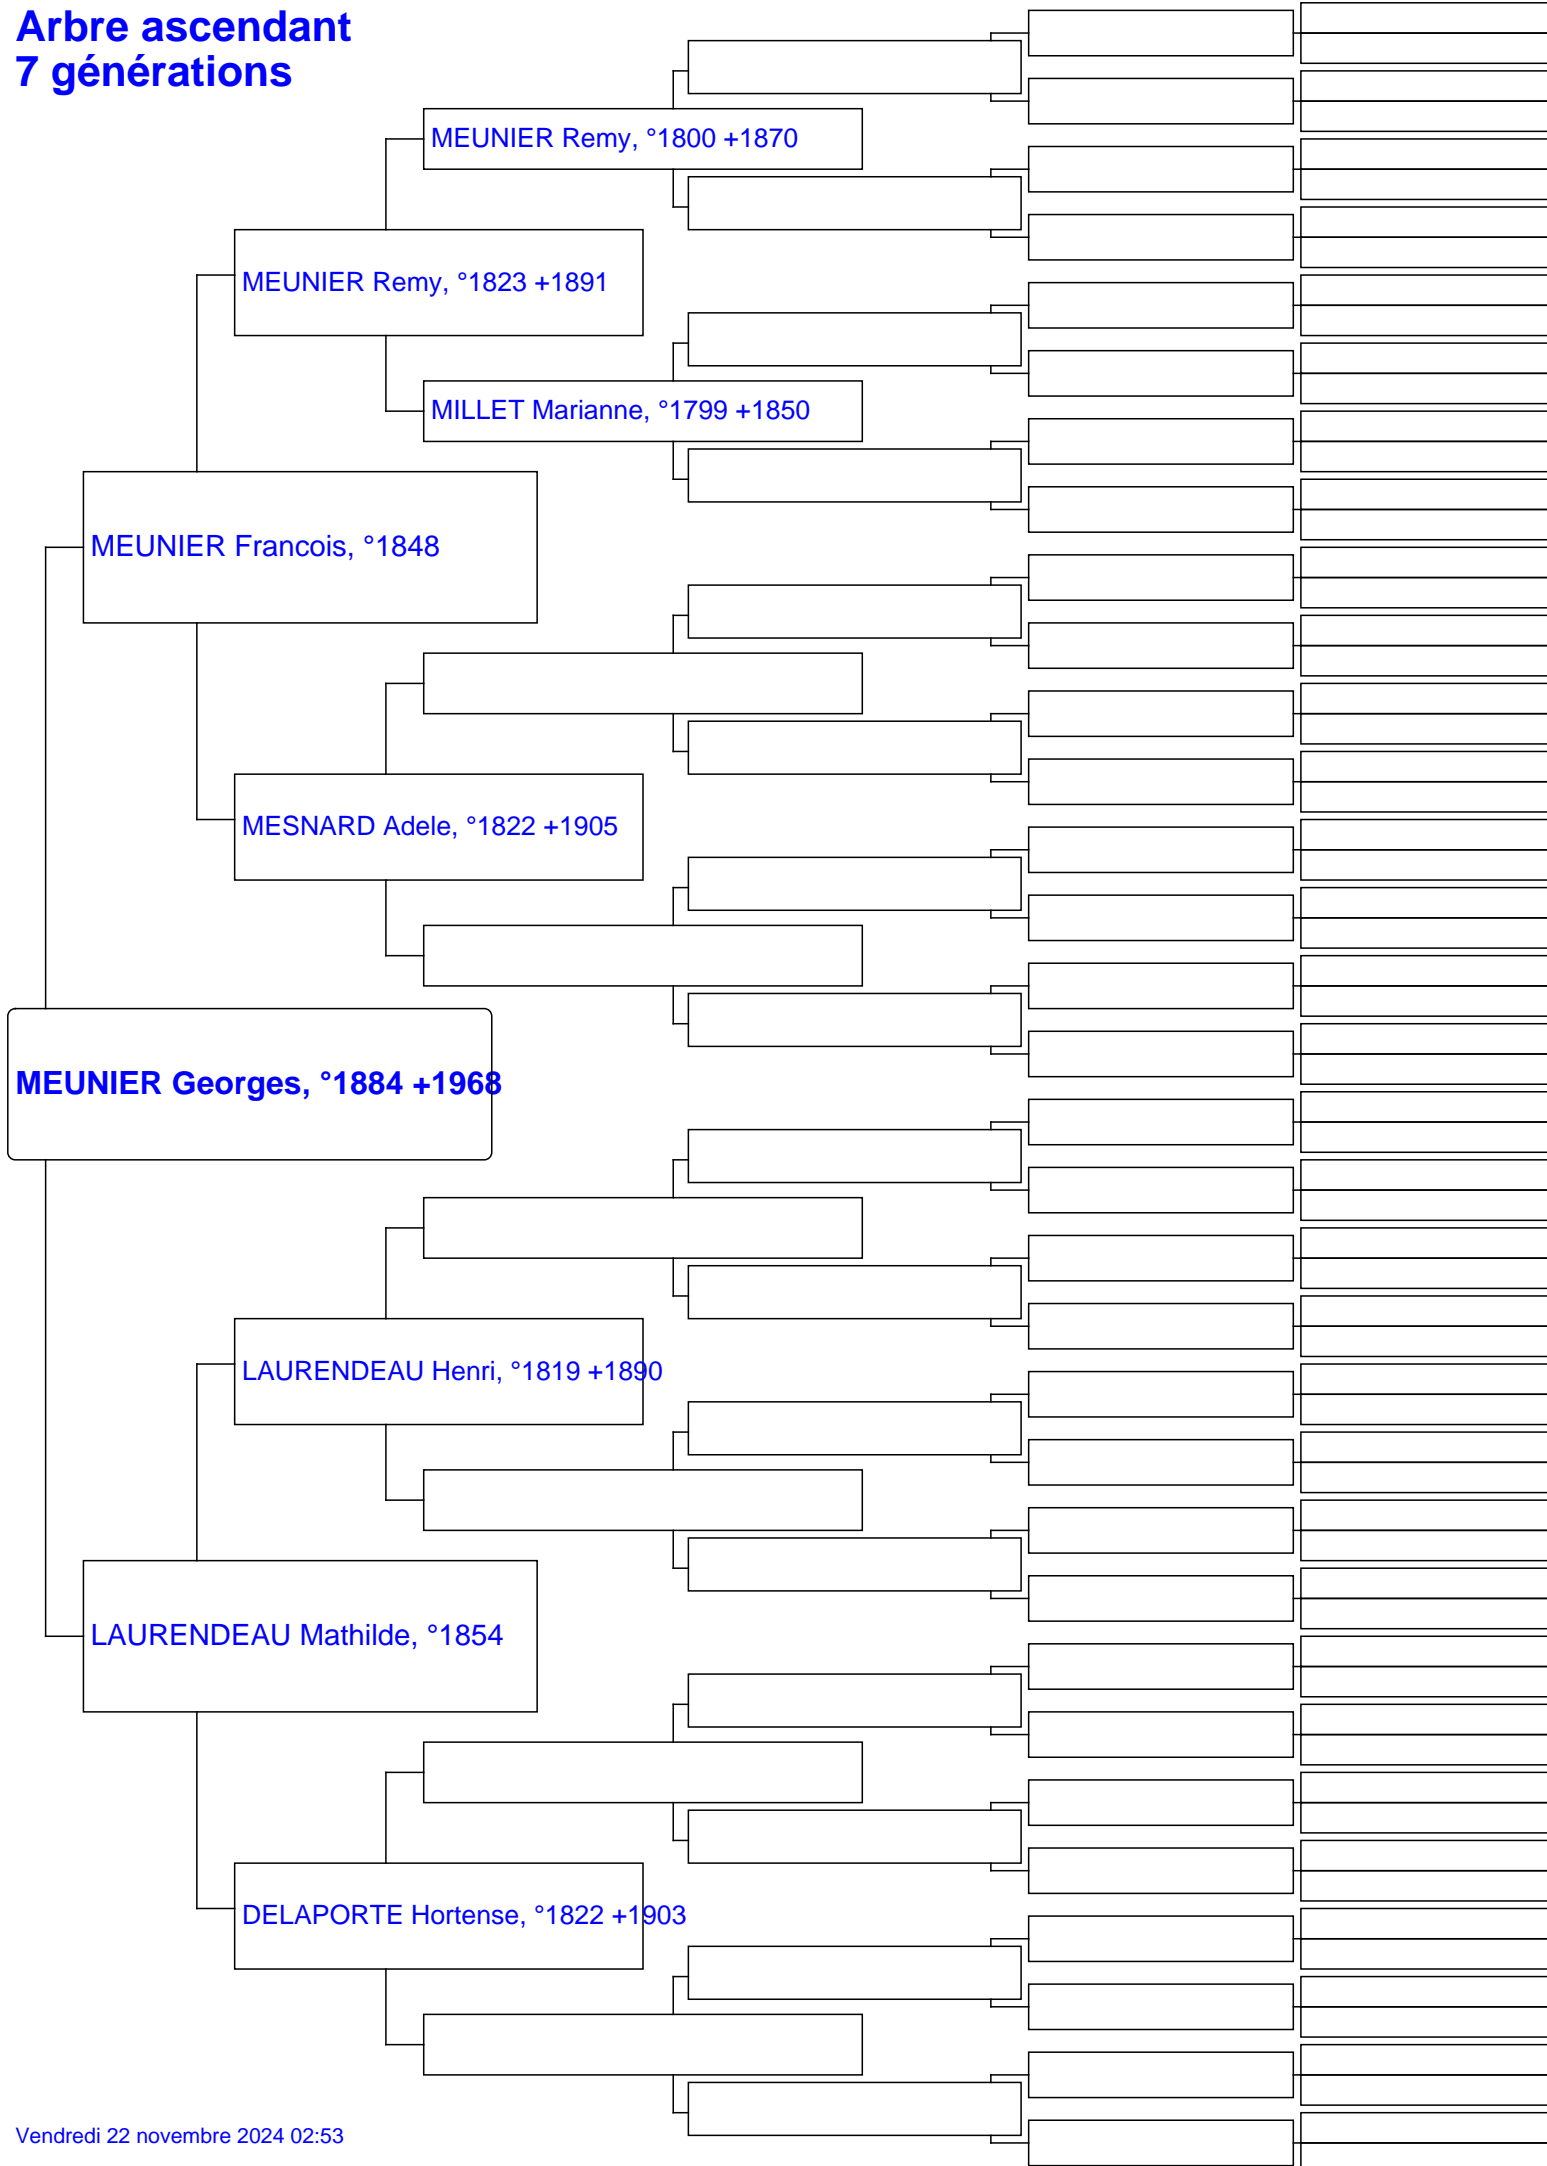 Arbre ascendant
7 générations
MEUNIER Remy, °1800 +1870
MEUNIER Remy, °1823 +1891
MILLET Marianne, °1799 +1850
MEUNIER Francois, °1848
MESNARD Adele, °1822 +1905
MEUNIER Georges, °1884 +1968
LAURENDEAU Henri, °1819 +1890
LAURENDEAU Mathilde, °1854
DELAPORTE Hortense, °1822 +1903
Vendredi 22 novembre 2024 02:53